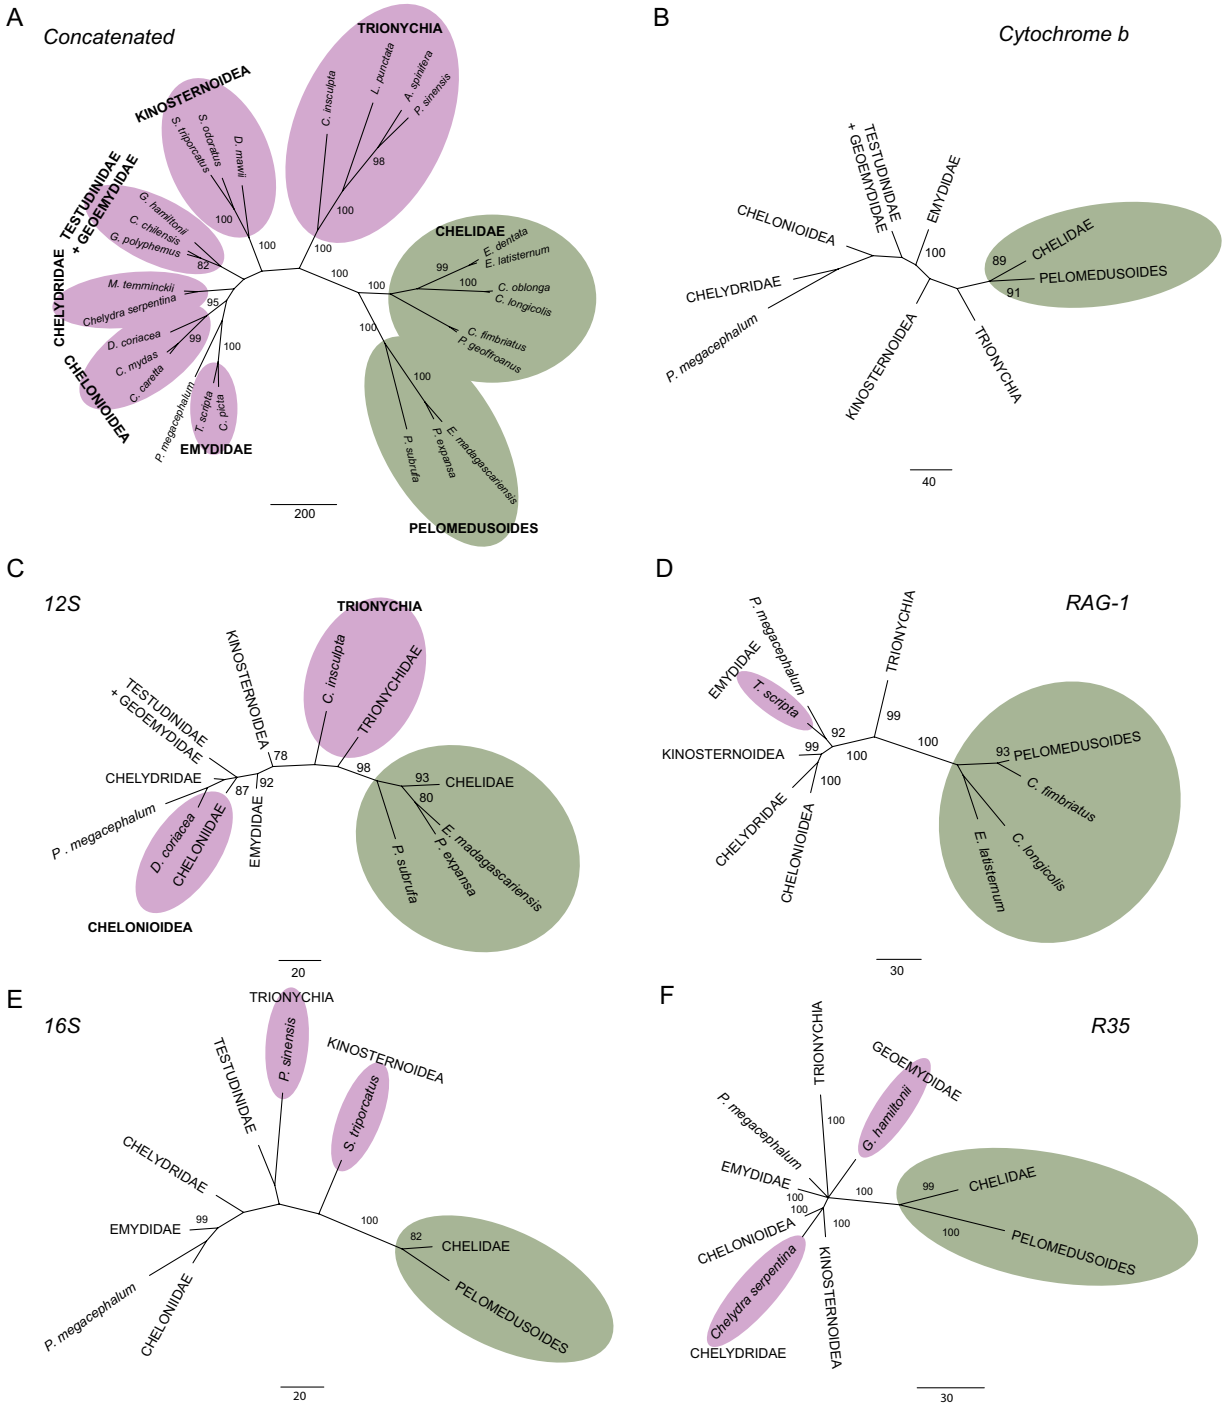 A
Concatenated
TRIONYCHIA
C. insculpta
L. punctata
A. spinifera
P. sinensis
98
100
100
KINOSTERNOIDEA
S. triporcatus
S. odoratus
D. mawii
100
100
TESTUDINIDAE
+ GEOEMYDIDAE
G. hamiltonii
C. chilensis
G. polyphemus
82
CHELYDRIDAE
M. temminckii
Chelydra serpentina
95
CHELONIOIDEA
D. coriacea
C. mydas
C. caretta
99
P. megacephalum
100
T. scripta
C. picta
EMYDIDAE
100
100
100
CHELIDAE
E. dentata
E. latisternum
99
100
C. oblonga
C. longicolis
C. fimbriatus
P. geoffroanus
100
P. subrufa
P. expansa
E. madagascariensis
PELOMEDUSOIDES
200
B
Cytochrome b
TESTUDINIDAE
+ GEOEMYDIDAE
EMYDIDAE
CHELONIOIDEA
100
CHELYDRIDAE
P. megacephalum
KINOSTERNOIDEA
TRIONYCHIA
89
CHELIDAE
PELOMEDUSOIDES
91
40
C
12S
TRIONYCHIA
C. insculpta
TRIONYCHIDAE
KINOSTERNOIDEA
78
TESTUDINIDAE
+ GEOEMYDIDAE
CHELYDRIDAE
P . megacephalum
87
92
EMYDIDAE
D. coriacea
CHELONIIDAE
CHELONIOIDEA
98
93
CHELIDAE
80
E. madagascariensis
P. expansa
P. subrufa
20
D
RAG-1
P. megacephalum
EMYDIDAE
T. scripta
TRIONYCHIA
99
92
KINOSTERNOIDEA
99
100
100
100
CHELYDRIDAE
CHELONIOIDEA
93
PELOMEDUSOIDES
C. fimbriatus
C. longicolis
E. latisternum
30
E
16S
TRIONYCHIA
P. sinensis
KINOSTERNOIDEA
S. triporcatus
TESTUDINIDAE
CHELYDRIDAE
EMYDIDAE
99
P. megacephalum
CHELONIIDAE
100
82
CHELIDAE
PELOMEDUSOIDES
20
F
R35
TRIONYCHIA
100
GEOEMYDIDAE
G. hamiltonii
P. megacephalum
EMYDIDAE
100
100
100
100
CHELONIOIDEA
Chelydra serpentina
CHELYDRIDAE
KINOSTERNOIDEA
99
CHELIDAE
100
PELOMEDUSOIDES
30